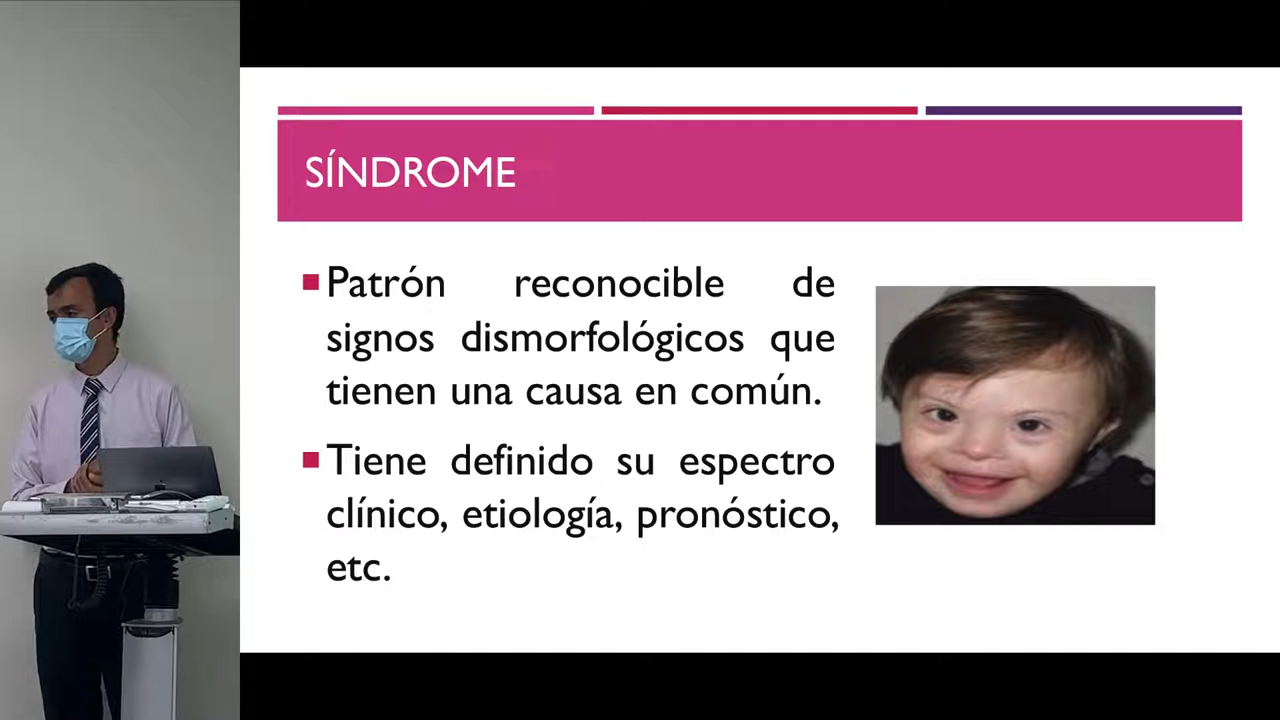 SÍNDROME
Patrón reconocible de
signos dismorfológicos que
tienen una causa en común.
Tiene definido su espectro
clínico, etiología, pronóstico,
etc.